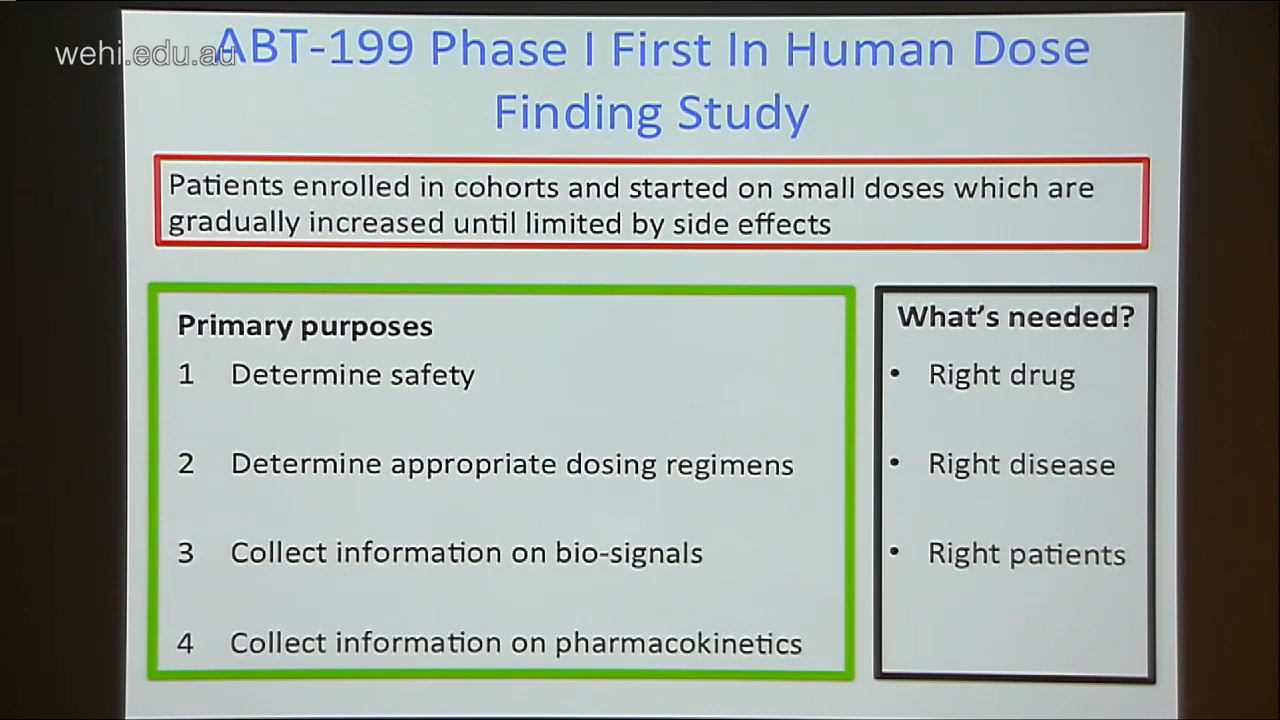 wehi.edu.au
ABT-199 Phase I First In Human Dose
Finding Study
Patients enrolled in cohorts and started on small doses which are
gradually increased until limited by side effects
Primary purposes
1 Determine safety
2 Determine appropriate dosing regimens
3 Collect information on bio-signals
4 Collect information on pharmacokinetics
What's needed?
• Right drug
• Right disease
• Right patients